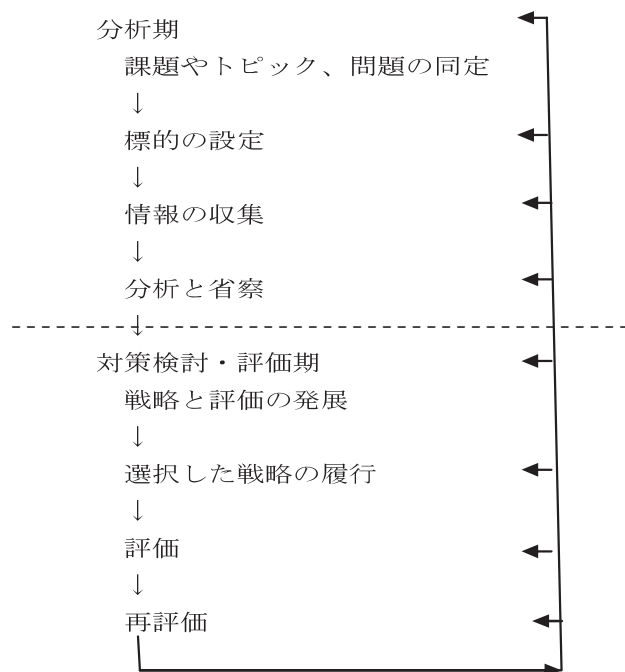 分析期
課題やトピック、問題の同定
↓
標的の設定
↓
情報の収集
↓
分析と省察
↓
対策検討・評価期
戦略と評価の発展
↓
選択した戦略の履行
↓
評価
↓
再評価